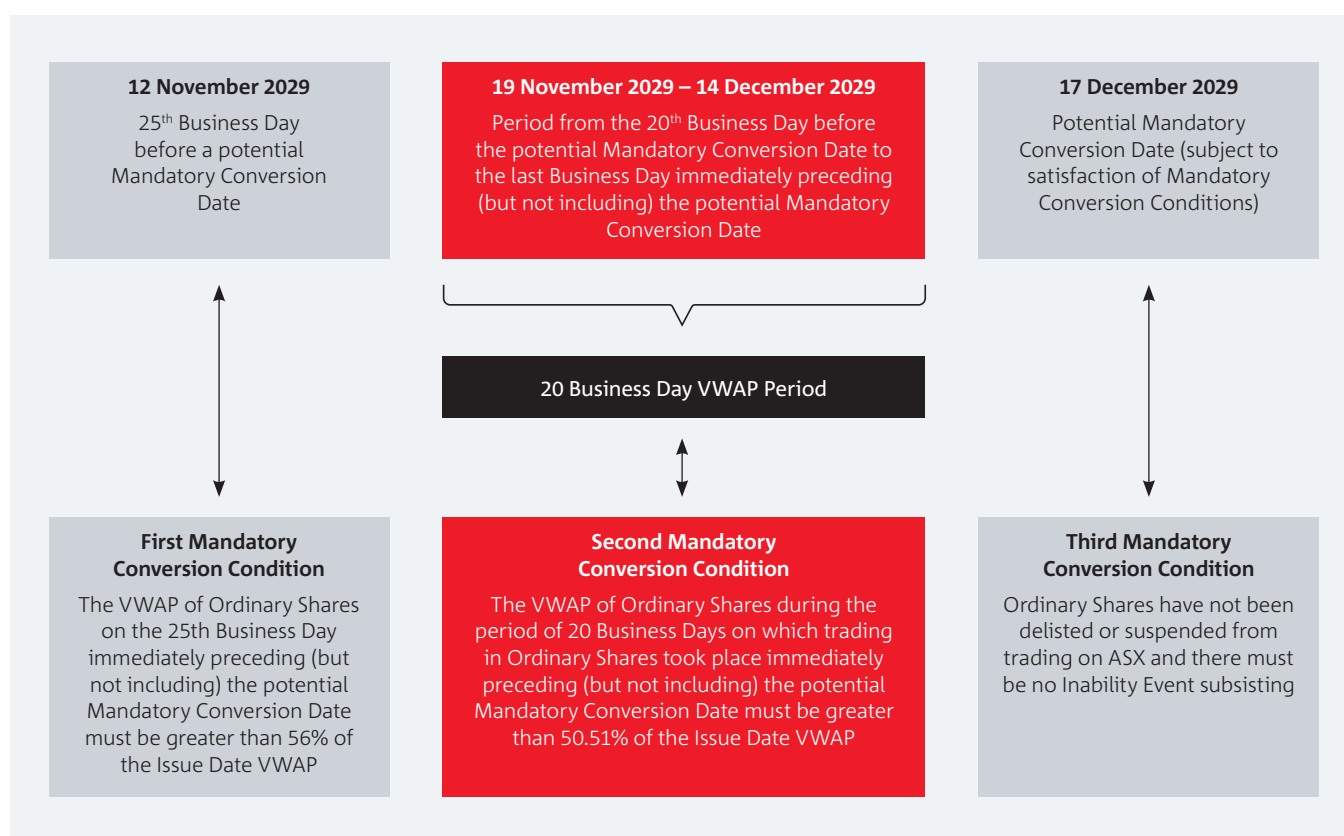 12 November 2029
25th Business Day
before a potential
Mandatory Conversion
Date
19 November 2029 – 14 December 2029
Period from the 20th Business Day before
the potential Mandatory Conversion Date to
the last Business Day immediately preceding
(but not including) the potential Mandatory
Conversion Date
17 December 2029
Potential Mandatory
Conversion Date (subject to
satisfaction of Mandatory
Conversion Conditions)
20 Business Day VWAP Period
First Mandatory
Conversion Condition
The VWAP of Ordinary Shares
on the 25th Business Day
immediately preceding (but
not including) the potential
Mandatory Conversion Date
must be greater than 56% of
the Issue Date VWAP
Second Mandatory
Conversion Condition
The VWAP of Ordinary Shares during the
period of 20 Business Days on which trading
in Ordinary Shares took place immediately
preceding (but not including) the potential
Mandatory Conversion Date must be greater
than 50.51% of the Issue Date VWAP
Third Mandatory
Conversion Condition
Ordinary Shares have not been
delisted or suspended from
trading on ASX and there must
be no Inability Event subsisting